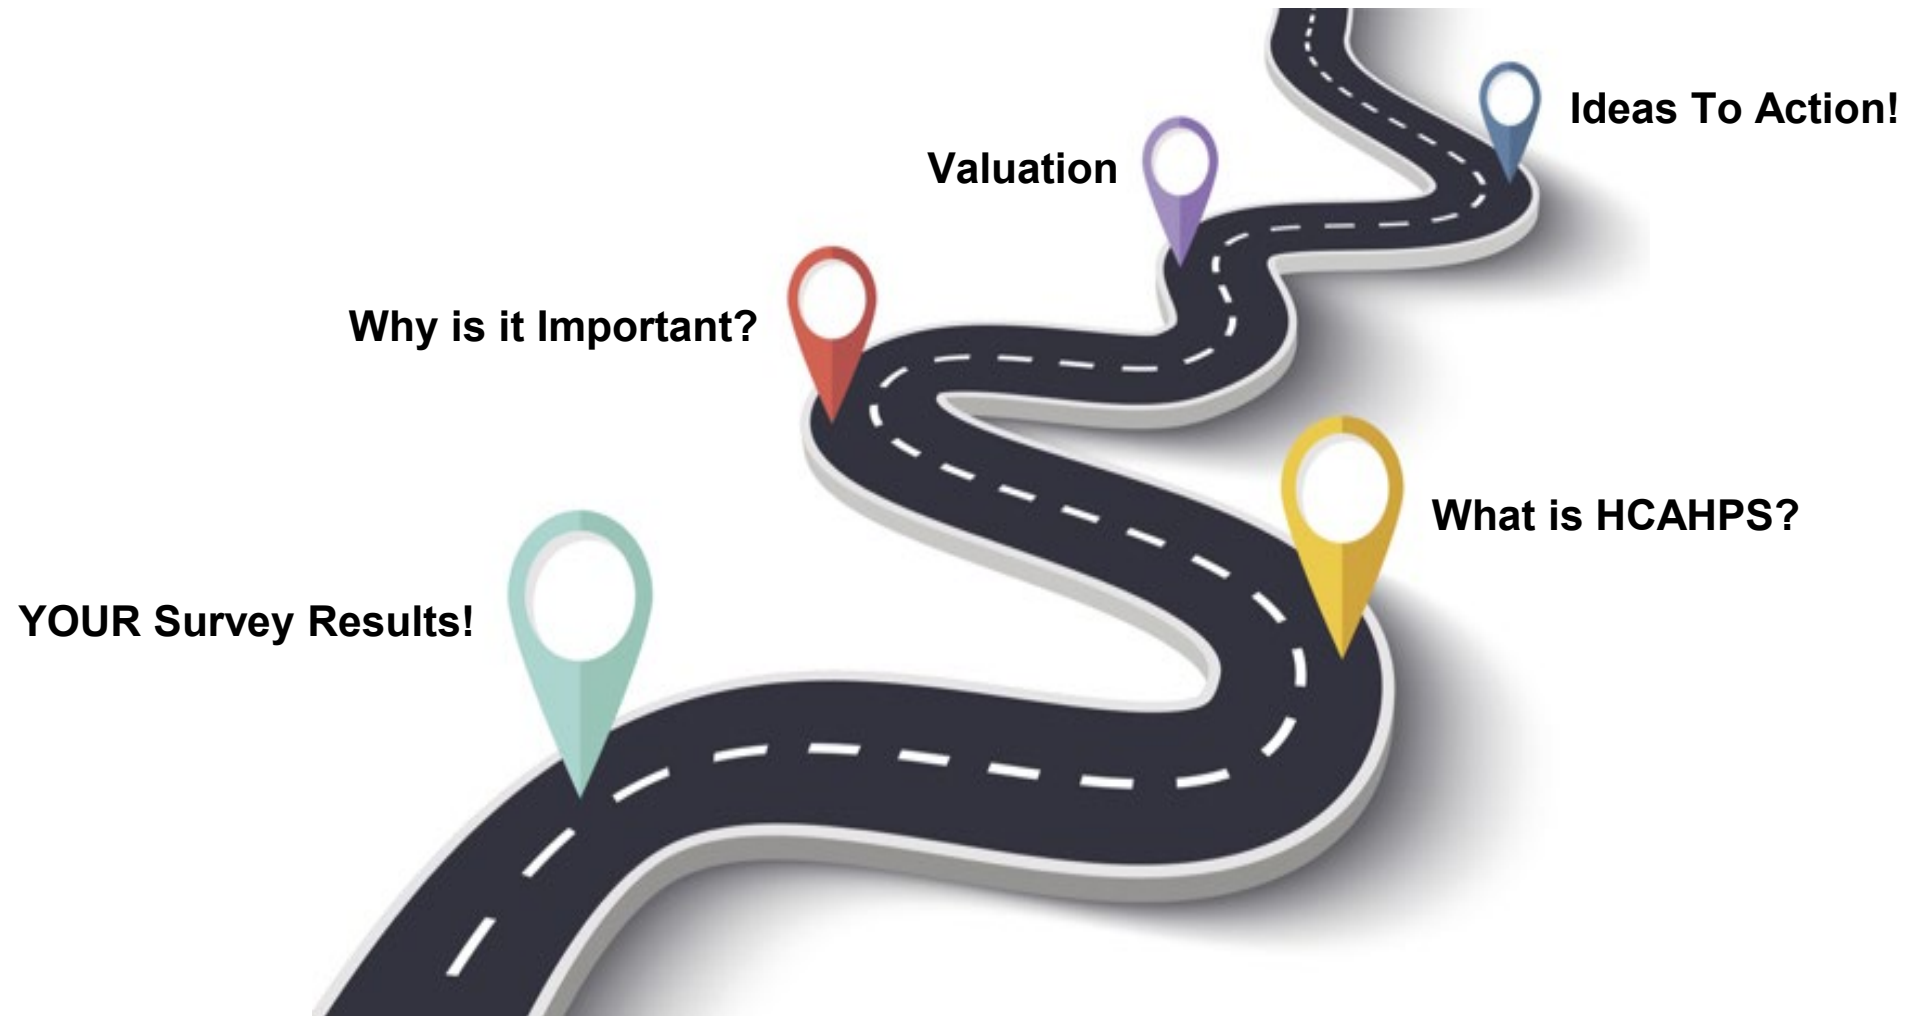 Ideas To Action!
Valuation
Why is it Important?
What is HCAHPS?
YOUR Survey Results!